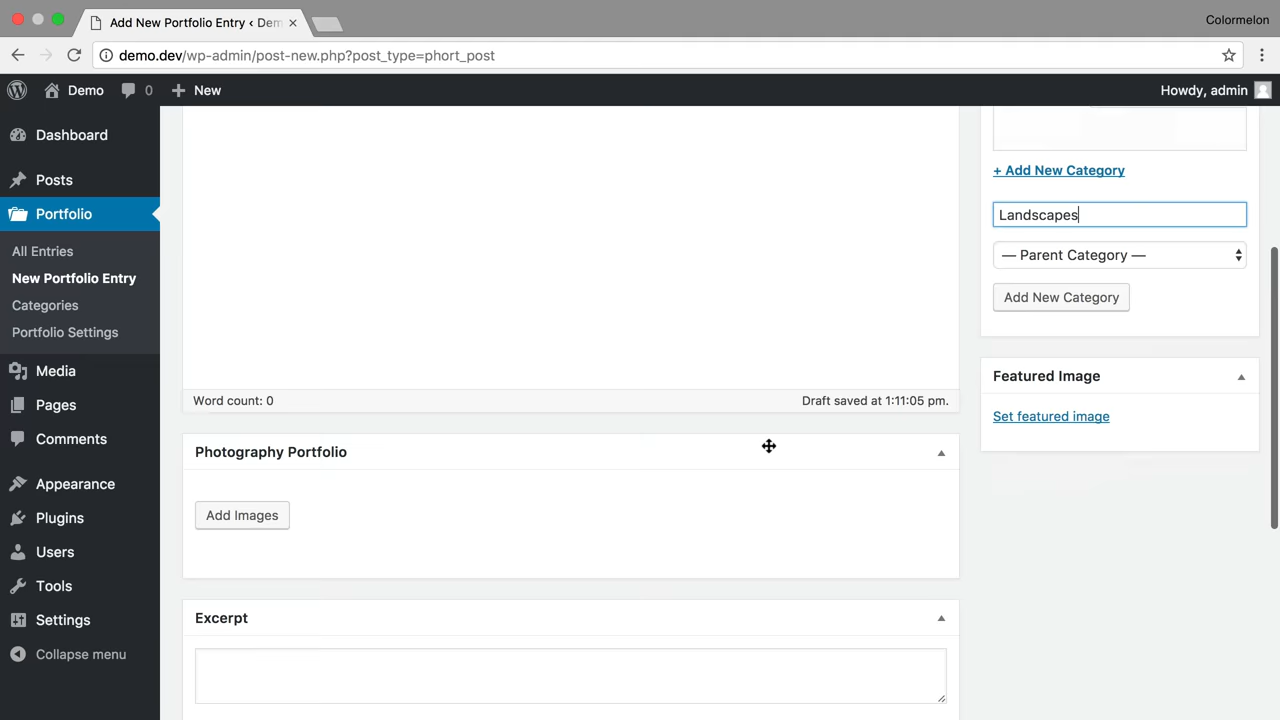 Add New Portfolio Entry ‹ Dem
Colormelon
demo.dev/wp-admin/post-new.php?post_type=phort_post
Demo
0
New
Howdy, admin
Dashboard
Posts
Portfolio
All Entries
New Portfolio Entry
Categories
Portfolio Settings
Media
Pages
Comments
Appearance
Plugins
Users
Tools
Settings
Collapse menu
Word count: 0
Draft saved at 1:11:05 pm.
Photography Portfolio
Add Images
Excerpt
+ Add New Category
Landscapes
— Parent Category —
Add New Category
Featured Image
Set featured image